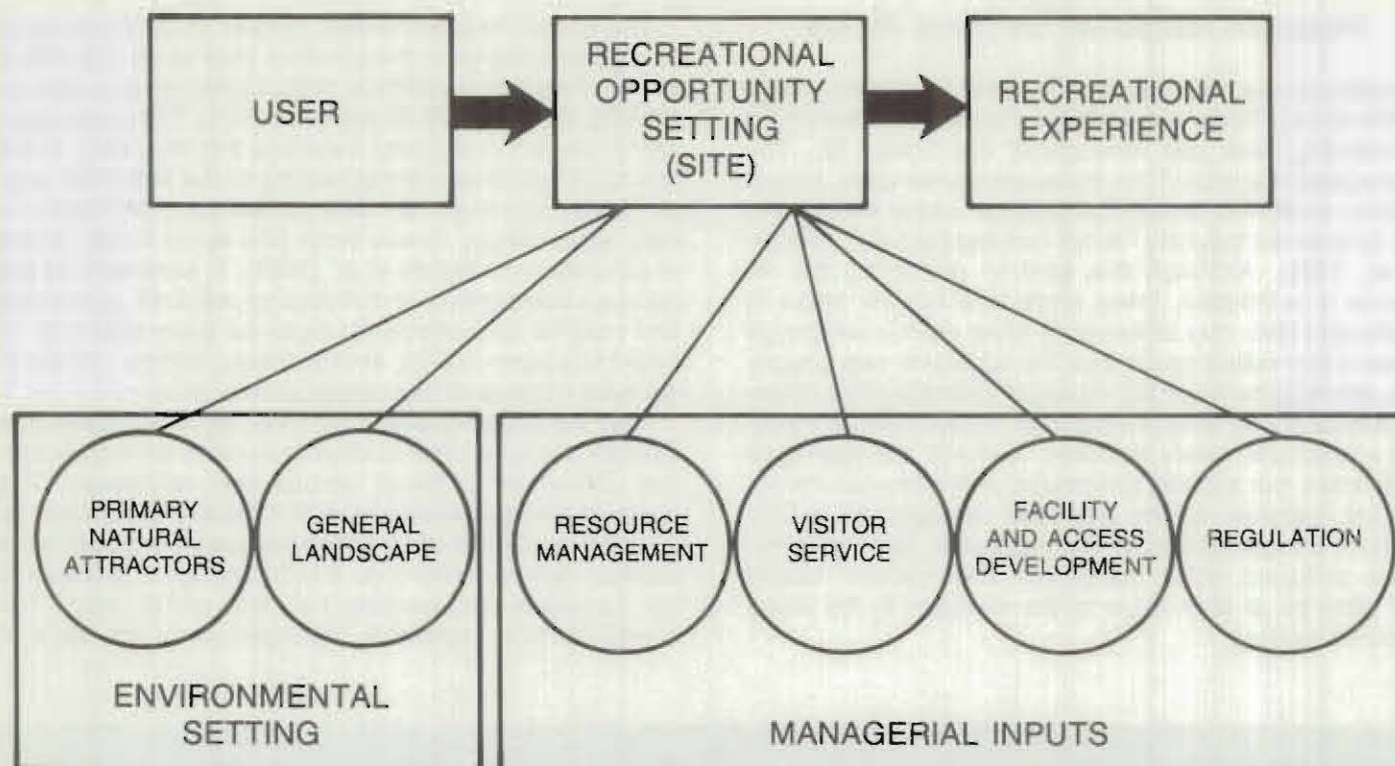 USER
RECREATIONAL
OPPORTUNITY
SETTING
(SITE)
RECREATIONAL
EXPERIENCE
PRIMARY
NATURAL
ATTRACTORS
GENERAL
LANDSCAPE
ENVIRONMENTAL
SETTING
RESOURCE
MANAGEMENT
VISITOR
SERVICE
FACILITY
AND ACCESS
DEVELOPMENT
REGULATION
MANAGERIAL INPUTS